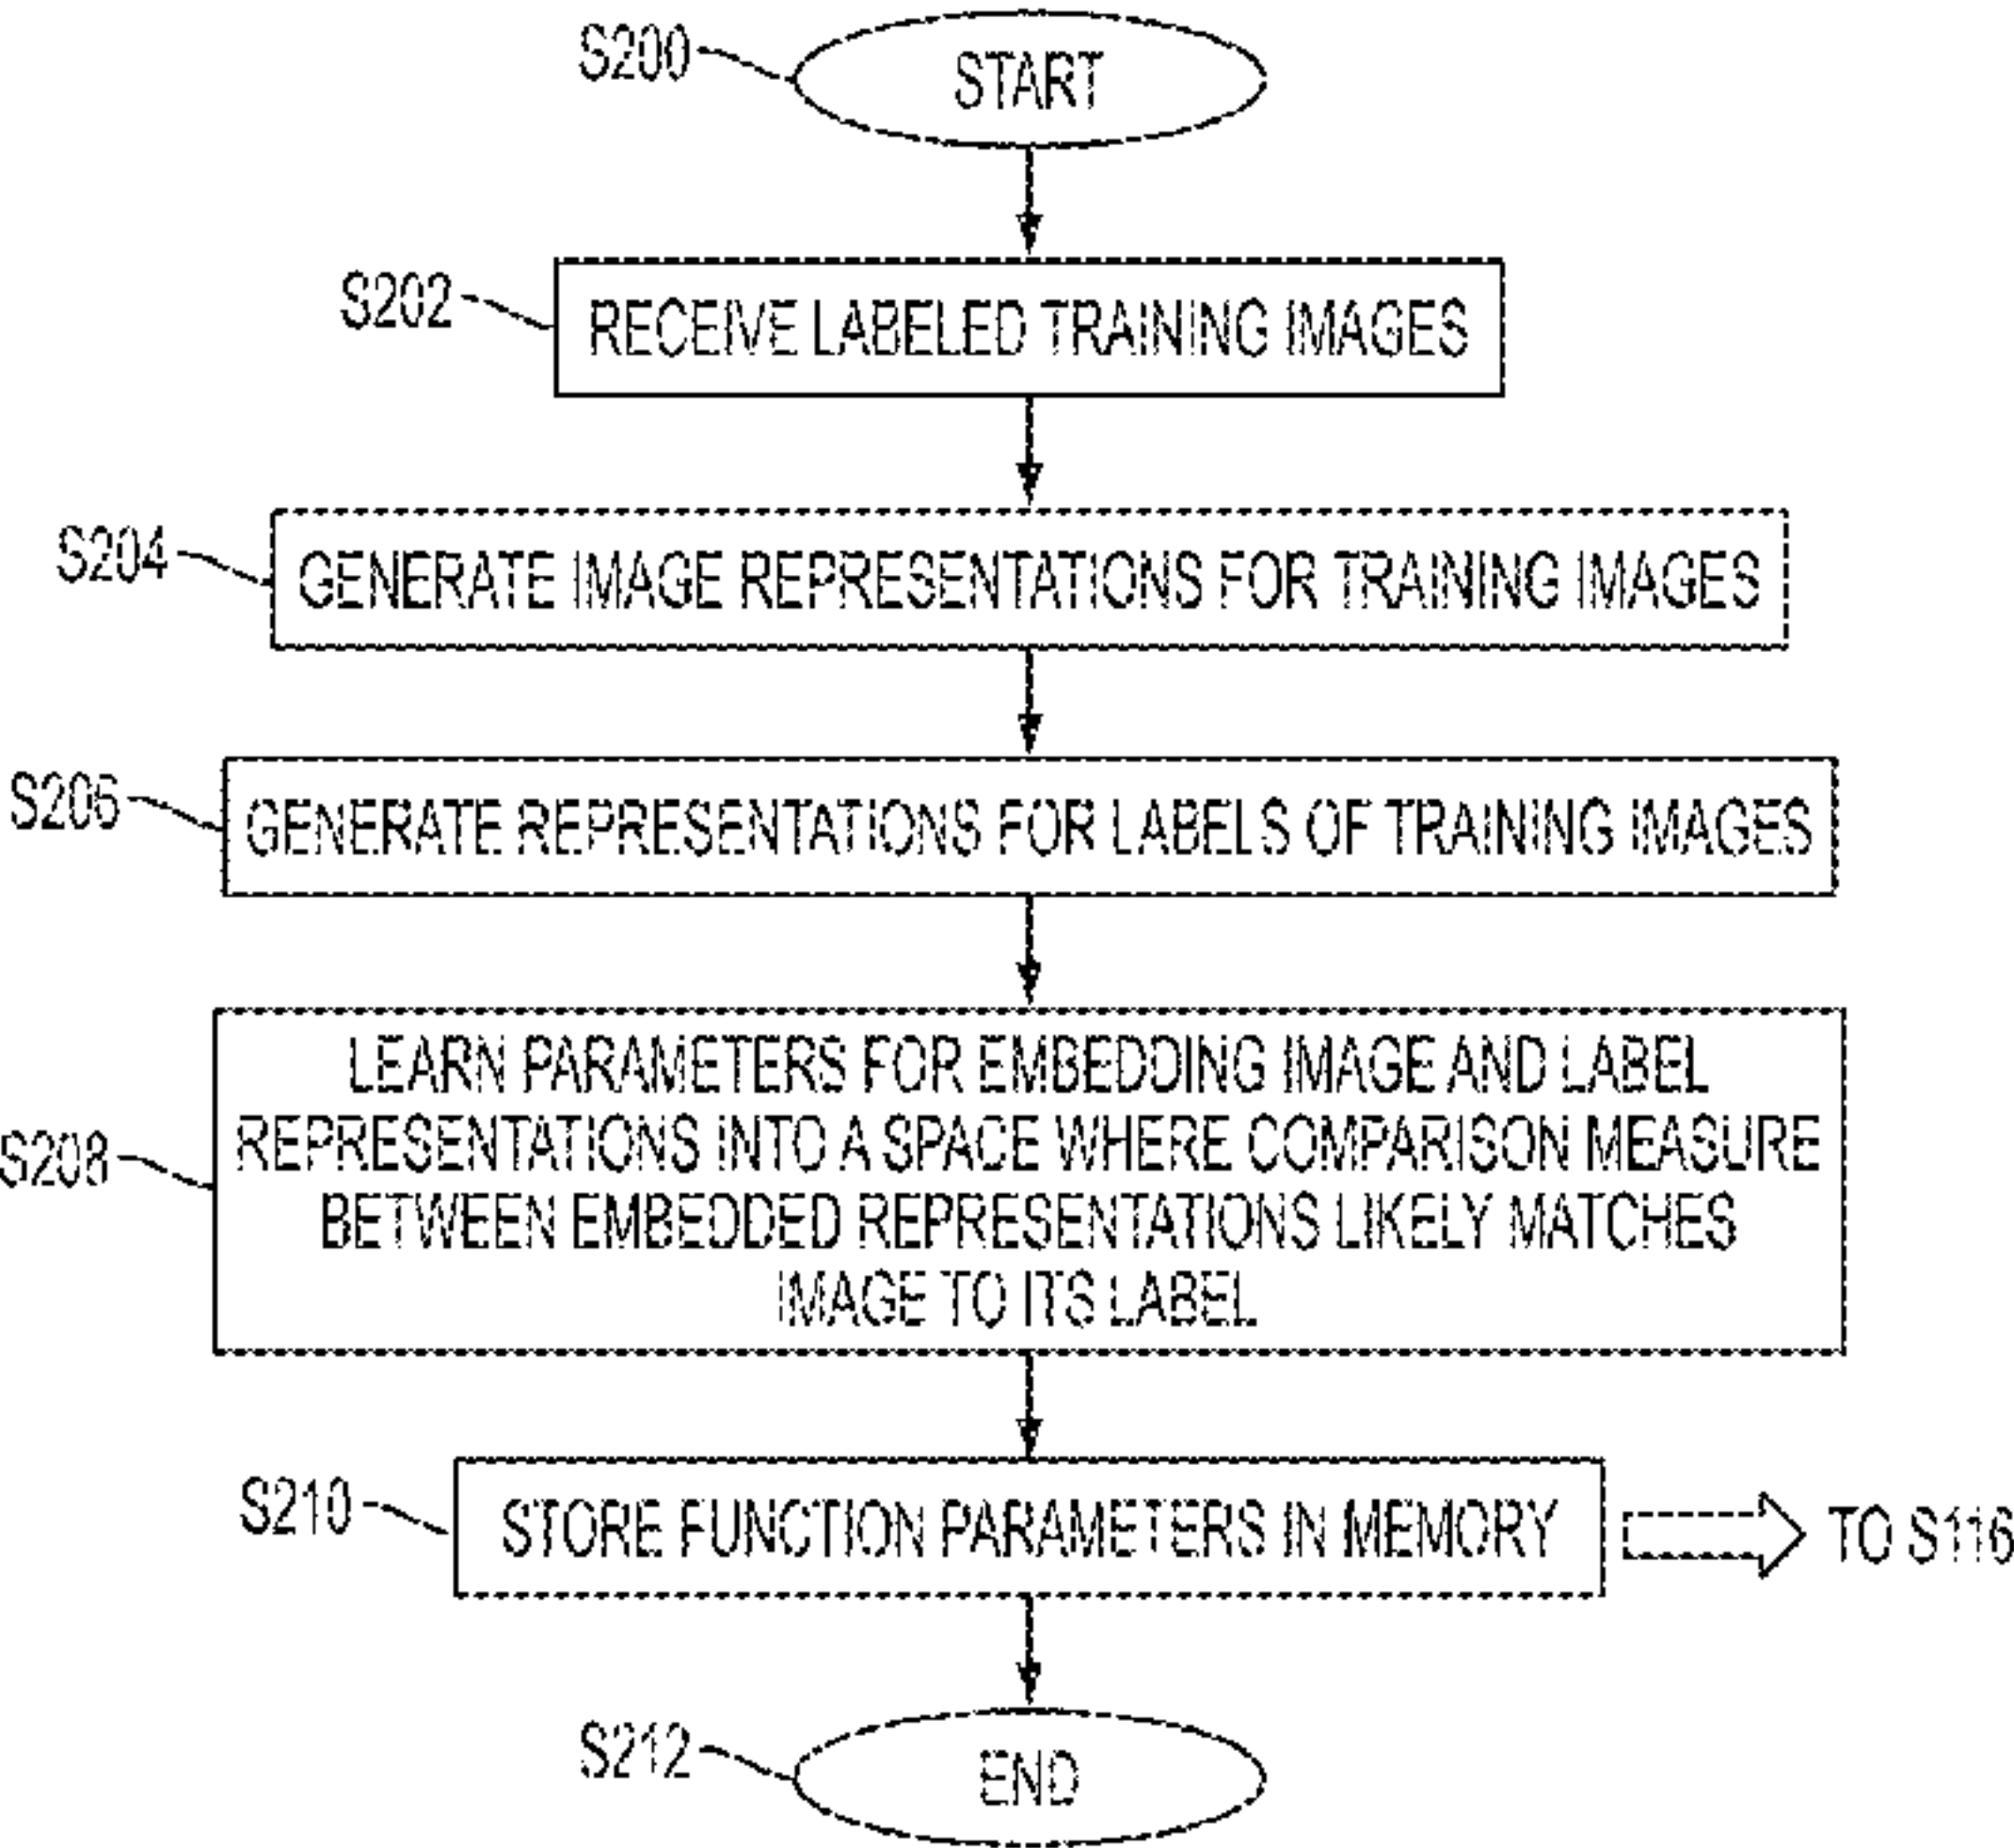 S200
START
S202
RECEIVE LABELED TRAINING IMAGES
S204
GENERATE IMAGE REPRESENTATIONS FOR TRAINING IMAGES
S206
GENERATE REPRESENTATIONS FOR LABELS OF TRAINING IMAGES
S208
LEARN PARAMETERS FOR EMBEDDING IMAGE AND LABEL
REPRESENTATIONS INTO A SPACE WHERE COMPARISON MEASURE
BETWEEN EMBEDDED REPRESENTATIONS LIKELY MATCHES
IMAGE TO ITS LABEL
S210
STORE FUNCTION PARAMETERS IN MEMORY
TO S116
S212
END